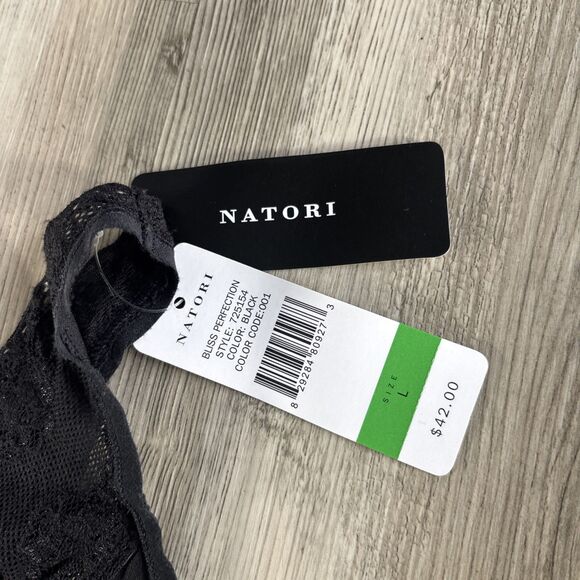 NATORI
NATORI
BLISS PERFECTION
STYLE: 725154
COLOR: BLACK
COLOR CODE:001
8 29284 80927 3
SIZE
L
$42.00